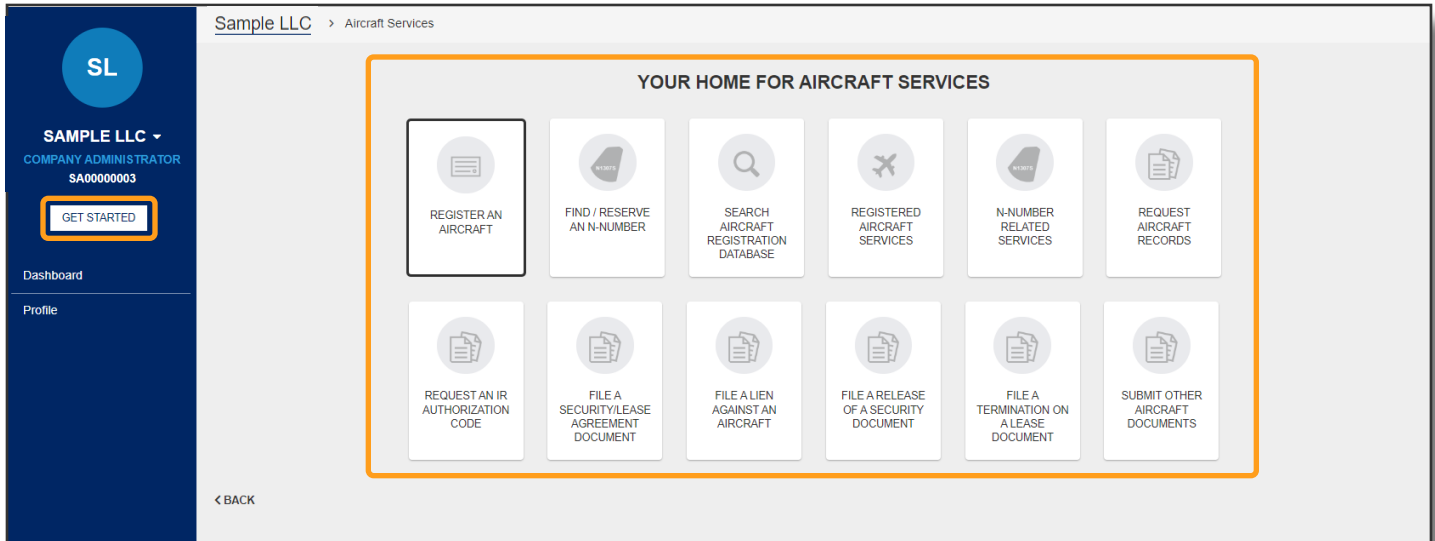 Sample LLC > Aircraft Services
SL
SAMPLE LLC
COMPANY ADMINISTRATOR
SA00000003
GET STARTED
Dashboard
Profile
YOUR HOME FOR AIRCRAFT SERVICES
REGISTER AN
AIRCRAFT
N1307S
FIND / RESERVE
AN N-NUMBER
SEARCH
AIRCRAFT
REGISTRATION
DATABASE
REGISTERED
AIRCRAFT
SERVICES
N1307S
N-NUMBER
RELATED
SERVICES
REQUEST
AIRCRAFT
RECORDS
REQUEST AN IR
AUTHORIZATION
CODE
FILE A
SECURITY/LEASE
AGREEMENT
DOCUMENT
FILE A LIEN
AGAINST AN
AIRCRAFT
FILE A RELEASE
OF A SECURITY
DOCUMENT
FILE A
TERMINATION ON
A LEASE
DOCUMENT
SUBMIT OTHER
AIRCRAFT
DOCUMENTS
< BACK